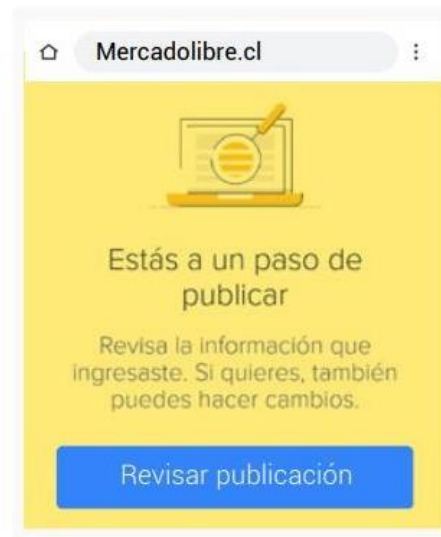 Mercadolibre.cl
Estás a un paso de
publicar
Revisa la información que
ingresaste. Si quieres, también
puedes hacer cambios.
Revisar publicación